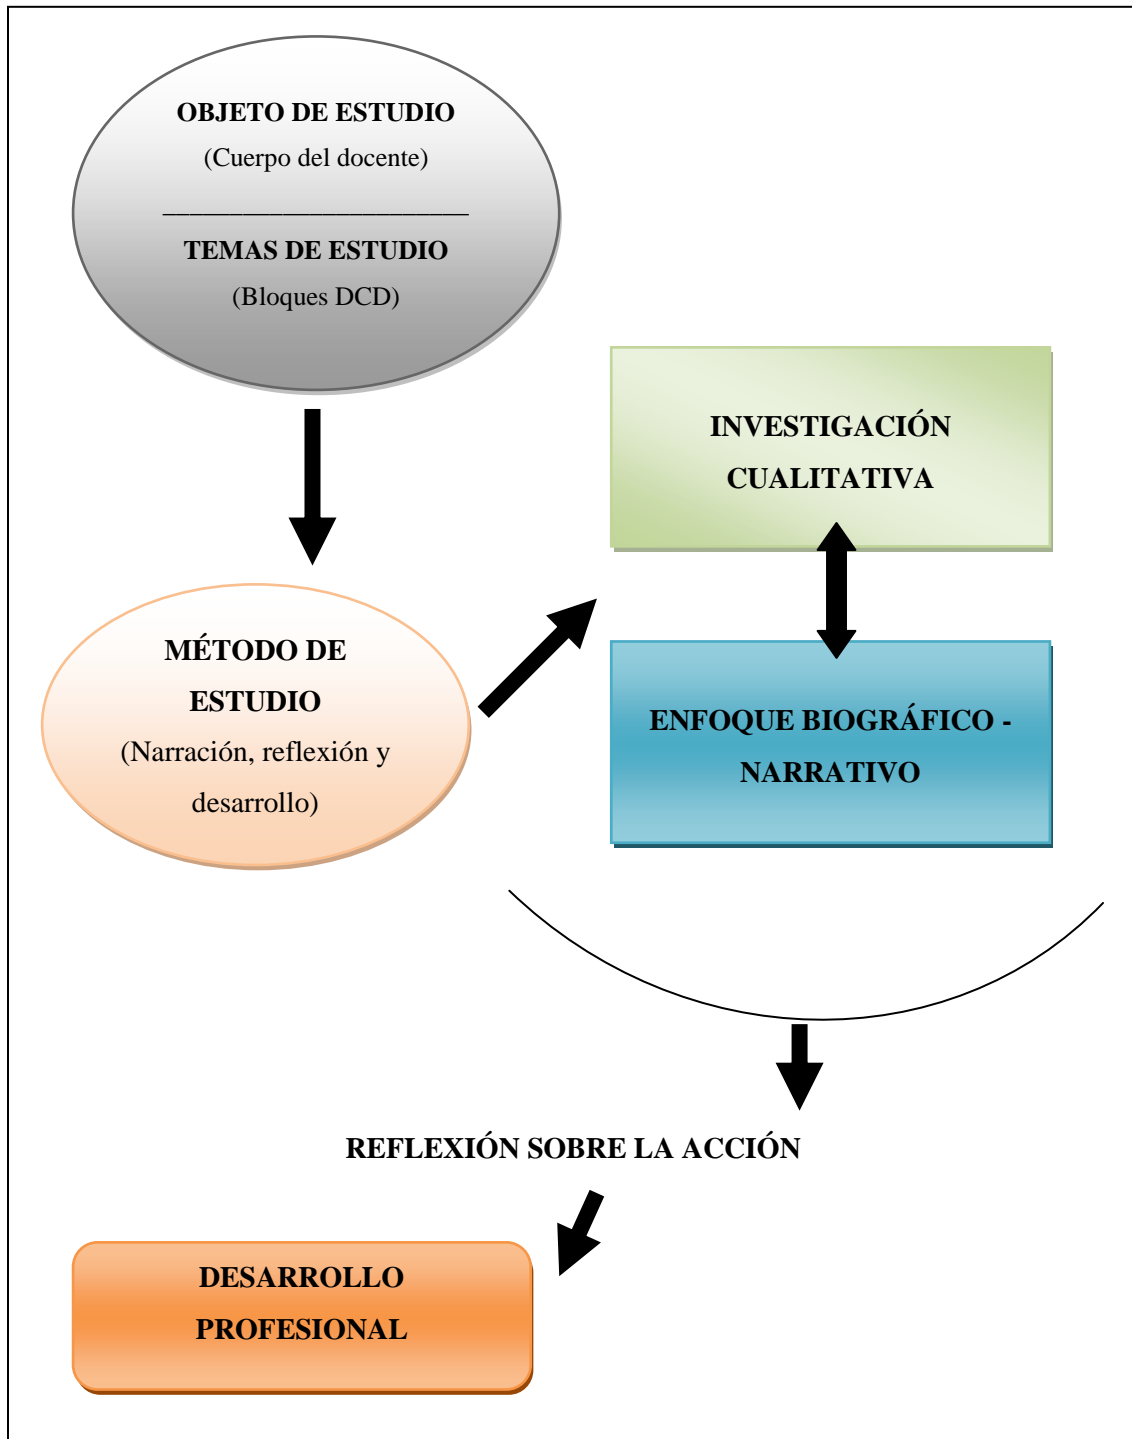 OBJETO DE ESTUDIO
(Cuerpo del docente)
TEMAS DE ESTUDIO
(Bloques DCD)
INVESTIGACIÓN
CUALITATIVA
MÉTODO DE
ESTUDIO
(Narración, reflexión y
desarrollo)
ENFOQUE BIOGRÁFICO -
NARRATIVO
REFLEXIÓN SOBRE LA ACCIÓN
DESARROLLO
PROFESIONAL